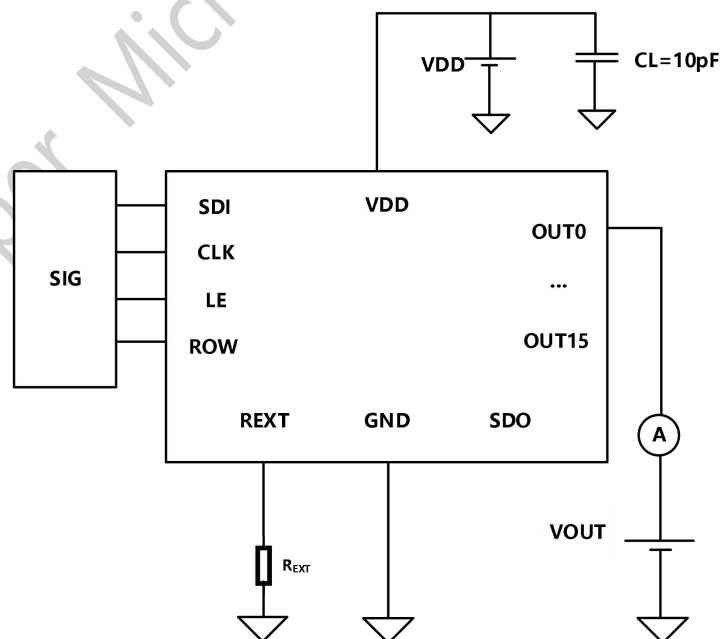 VDD
CL=10pF
SDI
VDD
CLK
OUT0
SIG
...
LE
ROW
OUT15
REXT
GND
SDO
A
VOUT
REXT